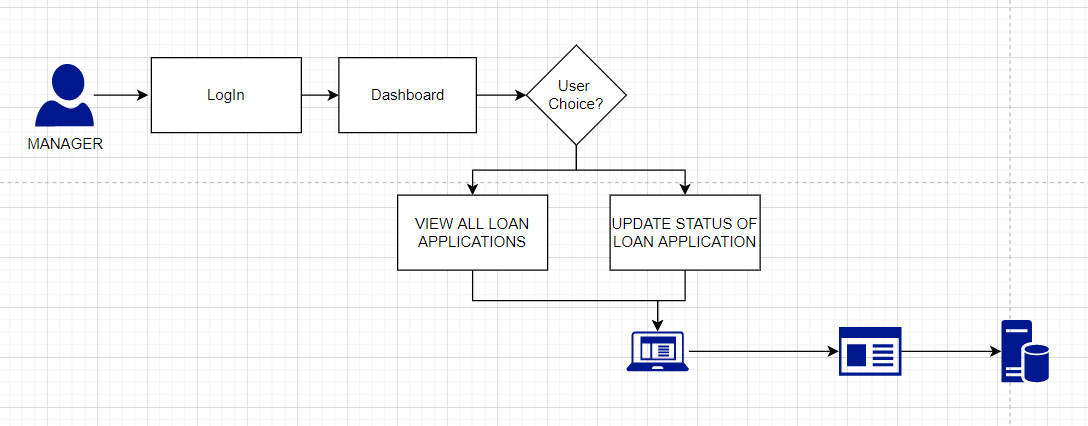 LogIn
Dashboard
User
Choice?
MANAGER
VIEW ALL LOAN
APPLICATIONS
UPDATE STATUS OF
LOAN APPLICATION